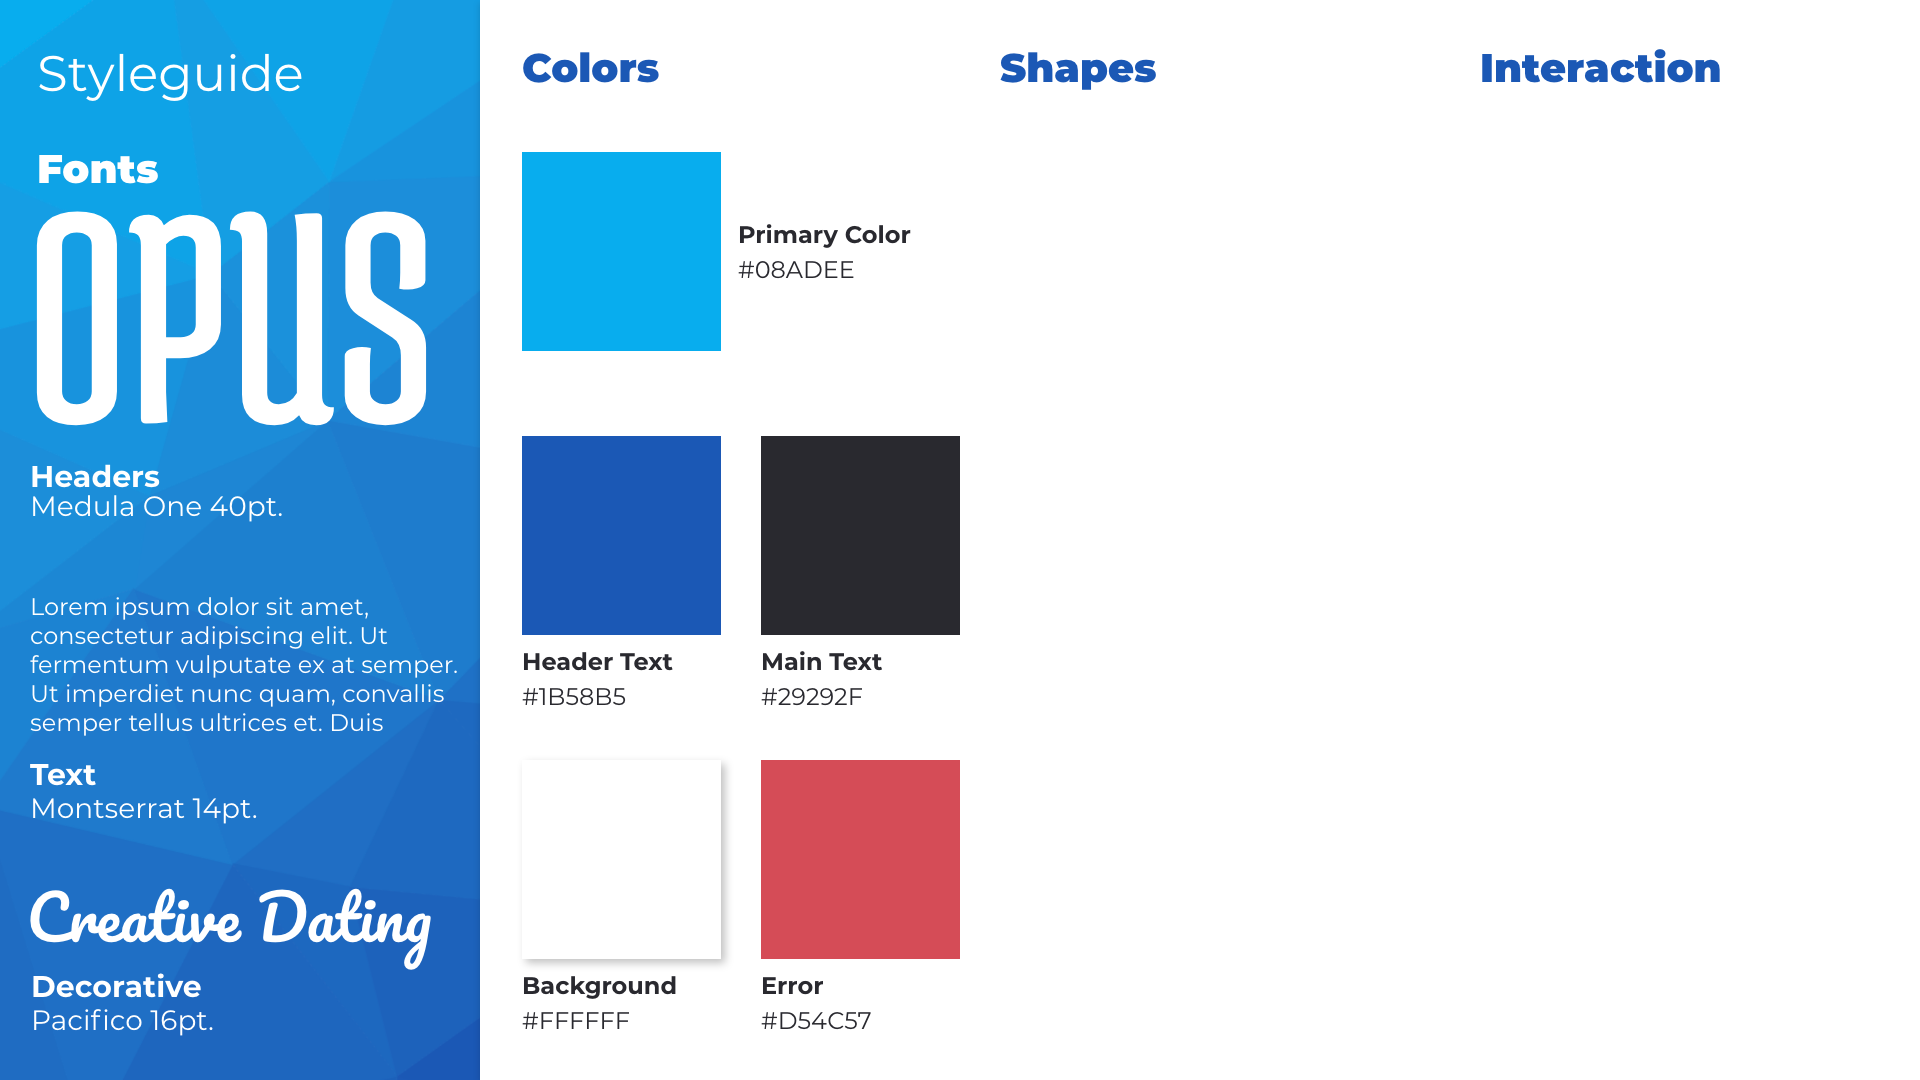 Styleguide
Fonts
OPUS
Headers
Medula One 40pt.
Lorem ipsum dolor sit amet,
consectetur adipiscing elit. Ut
fermentum vulputate ex at semper.
Ut imperdiet nunc quam, convallis
semper tellus ultrices et. Duis
Text
Montserrat 14pt.
Creative Dating
Decorative
Pacifico 16pt.
Colors
Primary Color
#08ADEE
Header Text
#1B58B5
Main Text
#29292F
Background
#FFFFFF
Error
#D54C57
Shapes
Interaction